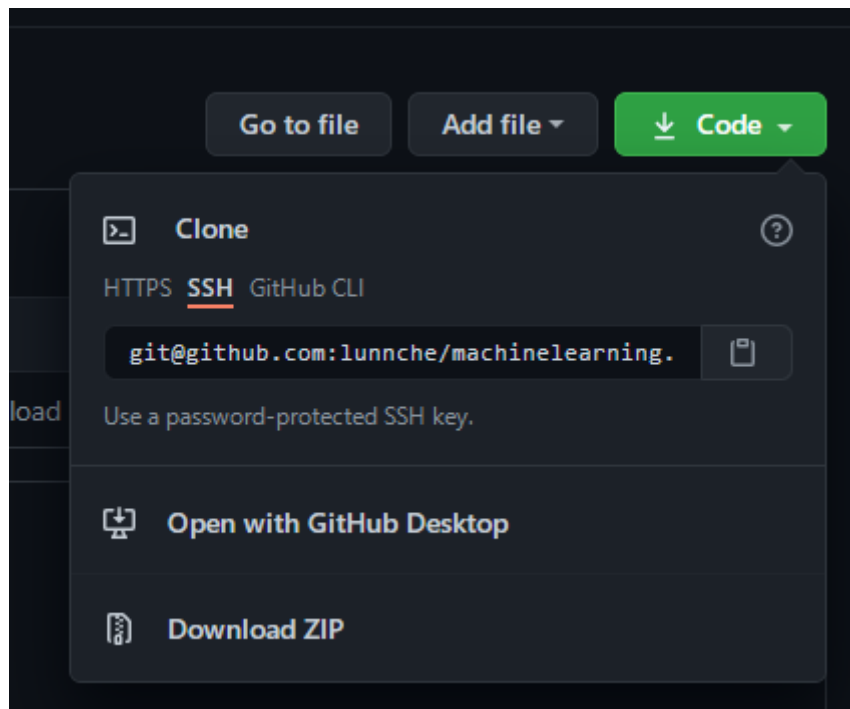 Go to file Add file Code
Clone
HTTPS SSH GitHub CLI
git@github.com:lunnche/machinelearning.
load
Use a password-protected SSH key.
Open with GitHub Desktop
Download ZIP